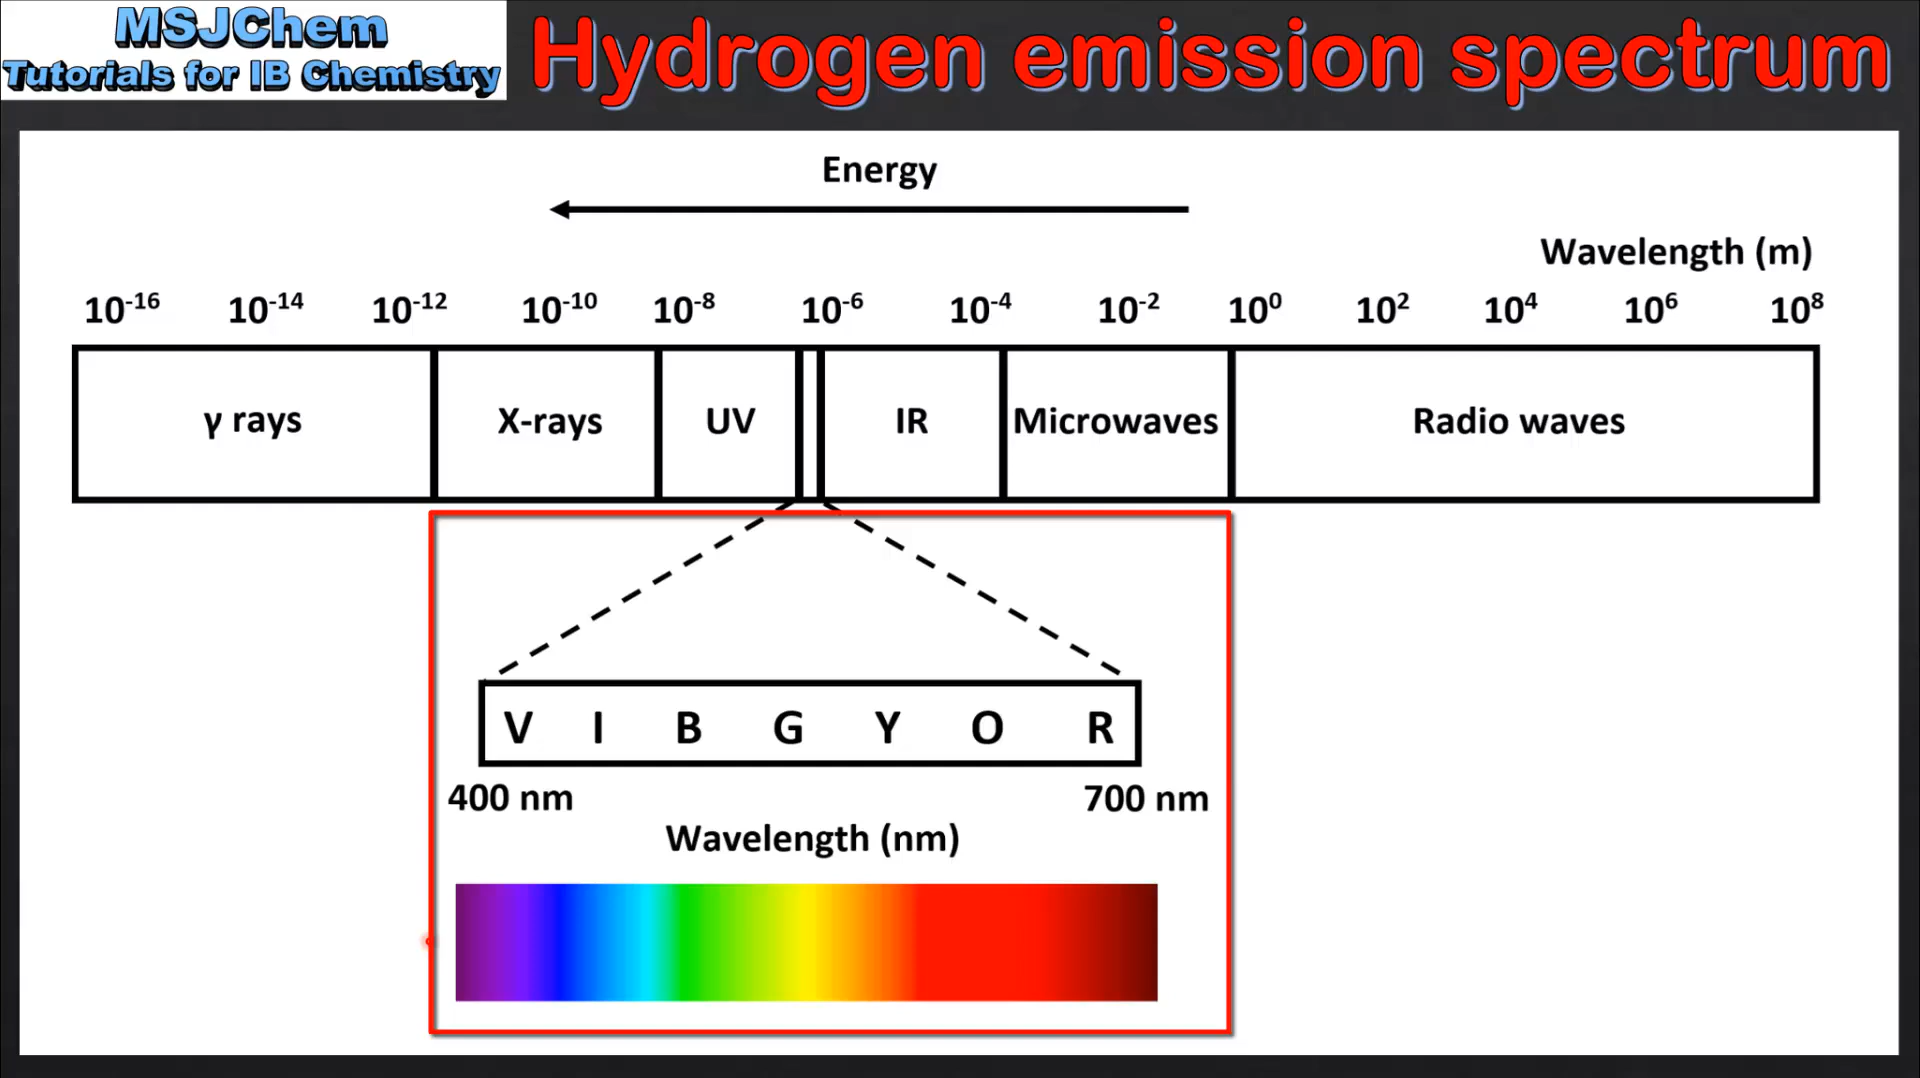 MSJChem
Tutorials for IB Chemistry
Hydrogen emission spectrum
Energy
Wavelength (m)
10⁻¹⁶ 10⁻¹⁴ 10⁻¹² 10⁻¹⁰ 10⁻⁸ 10⁻⁶ 10⁻⁴ 10⁻² 10⁰ 10² 10⁴ 10⁶ 10⁸
γ rays X-rays UV IR Microwaves Radio waves
V I B G Y O R
400 nm 700 nm
Wavelength (nm)